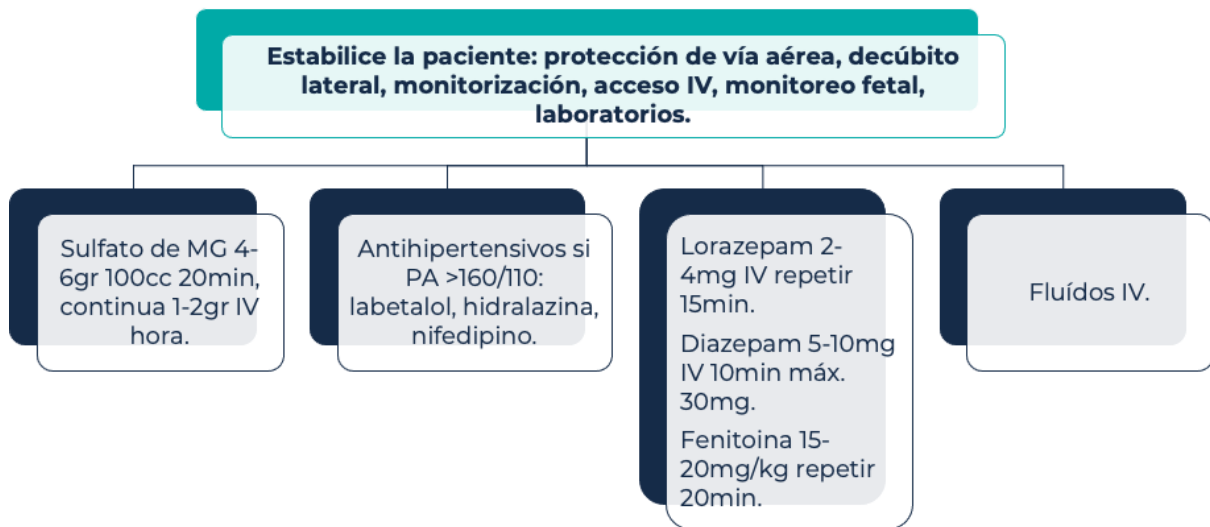 Estabilice la paciente: protección de vía aérea, decúbito
lateral, monitorización, acceso IV, monitoreo fetal,
laboratorios.
Sulfato de MG 4-
6gr 100cc 20min,
continua 1-2gr IV
hora.
Antihipertensivos si
PA >160/110:
labetalol, hidralazina,
nifedipino.
Lorazepam 2-
4mg IV repetir
15min.
Diazepam 5-10mg
IV 10min máx.
30mg.
Fenitoina 15-
20mg/kg repetir
20min.
Fluídos IV.